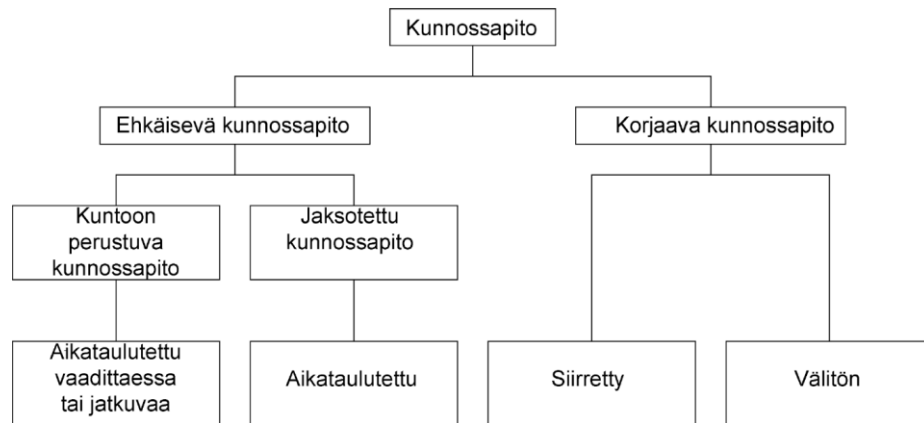 Kunnossapito
Ehkäisevä kunnossapito
Korjaava kunnossapito
Kuntoon
perustuva
kunnossapito
Jaksotettu
kunnossapito
Aikataulutettu
vaadittaessa
tai jatkuvaa
Aikataulutettu
Siirretty
Välitön